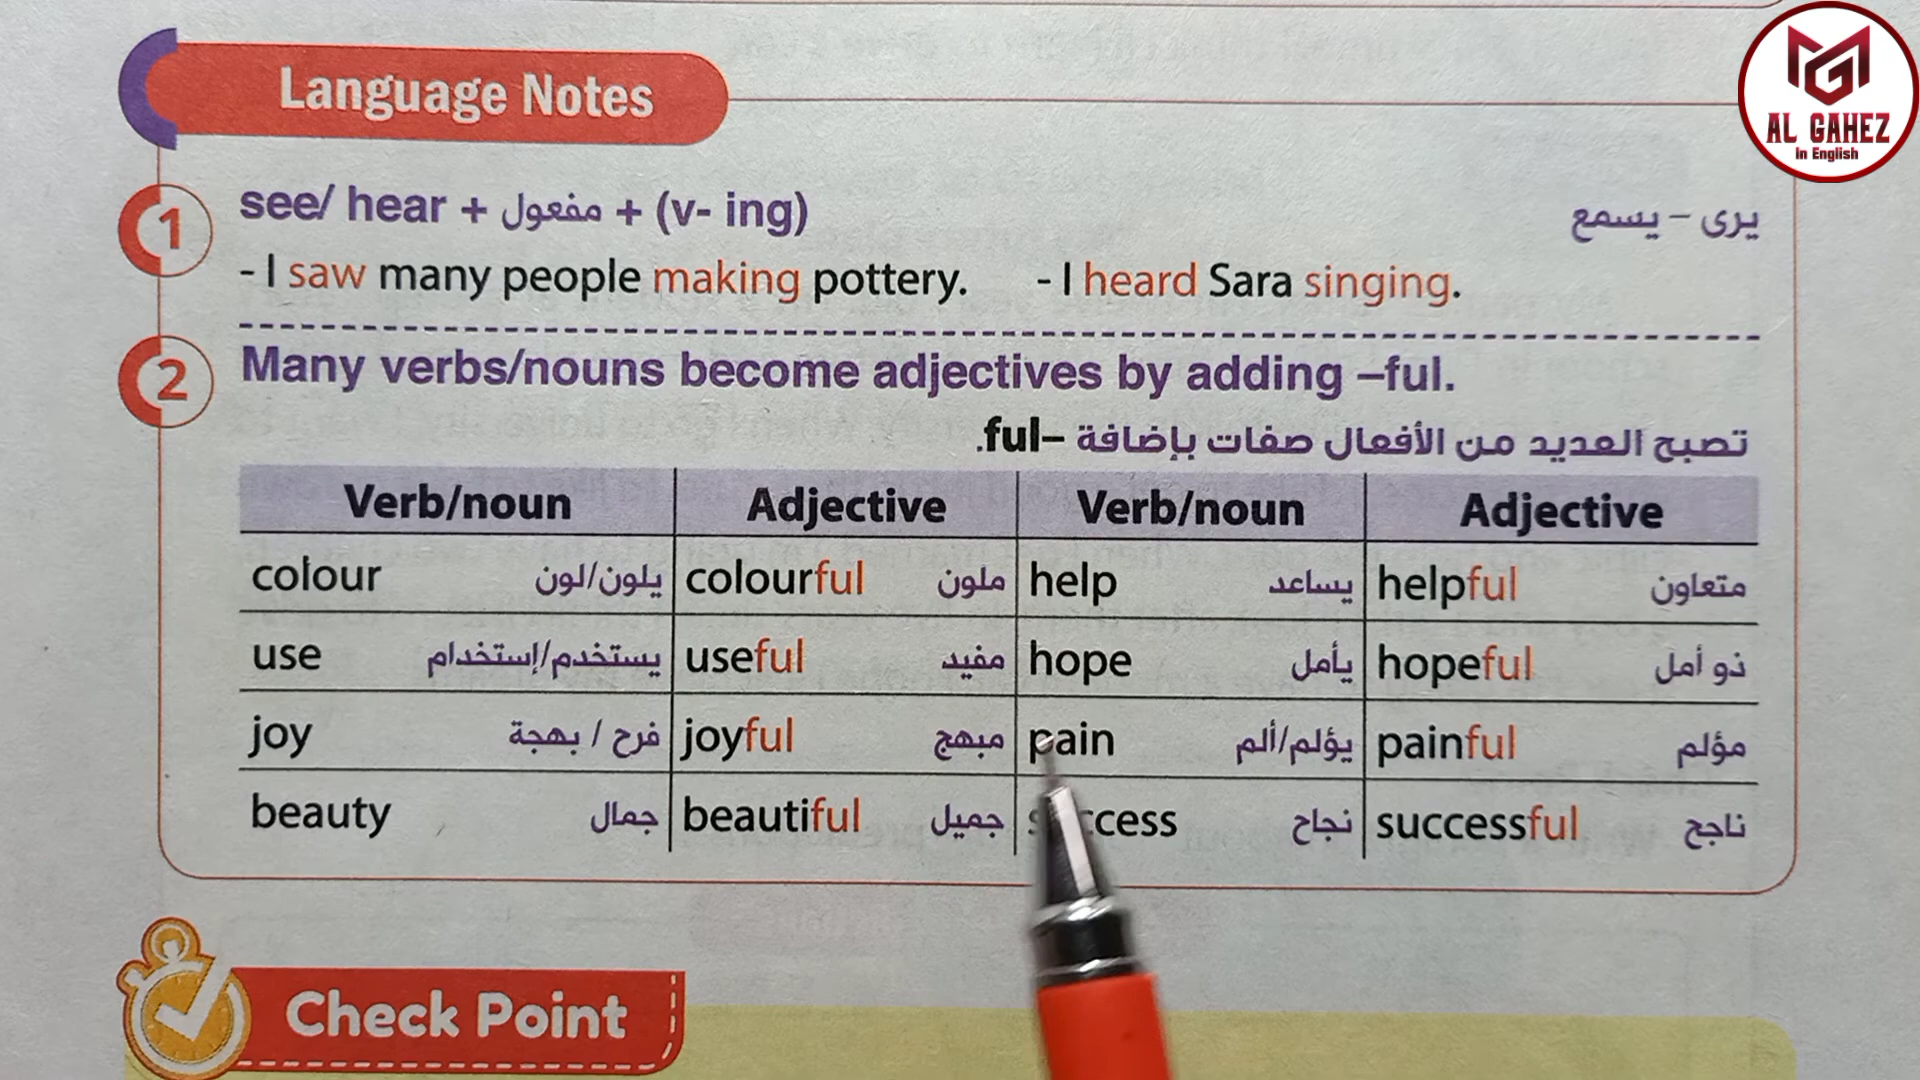 AL GAHEZ
in English
Language Notes
1 see/ hear + مفعول + (v- ing) يرى – يسمع
- I saw many people making pottery. - I heard Sara singing.
2 Many verbs/nouns become adjectives by adding –ful.
تصبح العديد من الأفعال صفات بإضافة –ful.
Verb/noun Adjective Verb/noun Adjective
colour يلون/لون colourful ملون help يساعد helpful متعاون
use يستخدم/إستخدام useful مفيد hope يأمل hopeful ذو أمل
joy فرح / بهجة joyful مبهج pain يؤلم/ألم painful مؤلم
beauty جمال beautiful جميل success نجاح successful ناجح
Check Point